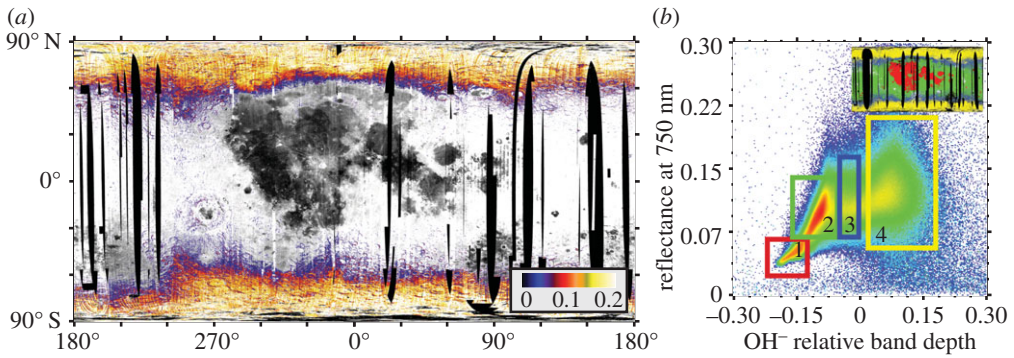 (a)
90° N
0°
90° S
180° 270° 0° 90° 180°
0 0.1 0.2
(b)
reflectance at 750 nm
0.30
0.22
0.15
0.07
0
1 2 3 4
–0.30 –0.15 0 0.15 0.30
OH⁻ relative band depth